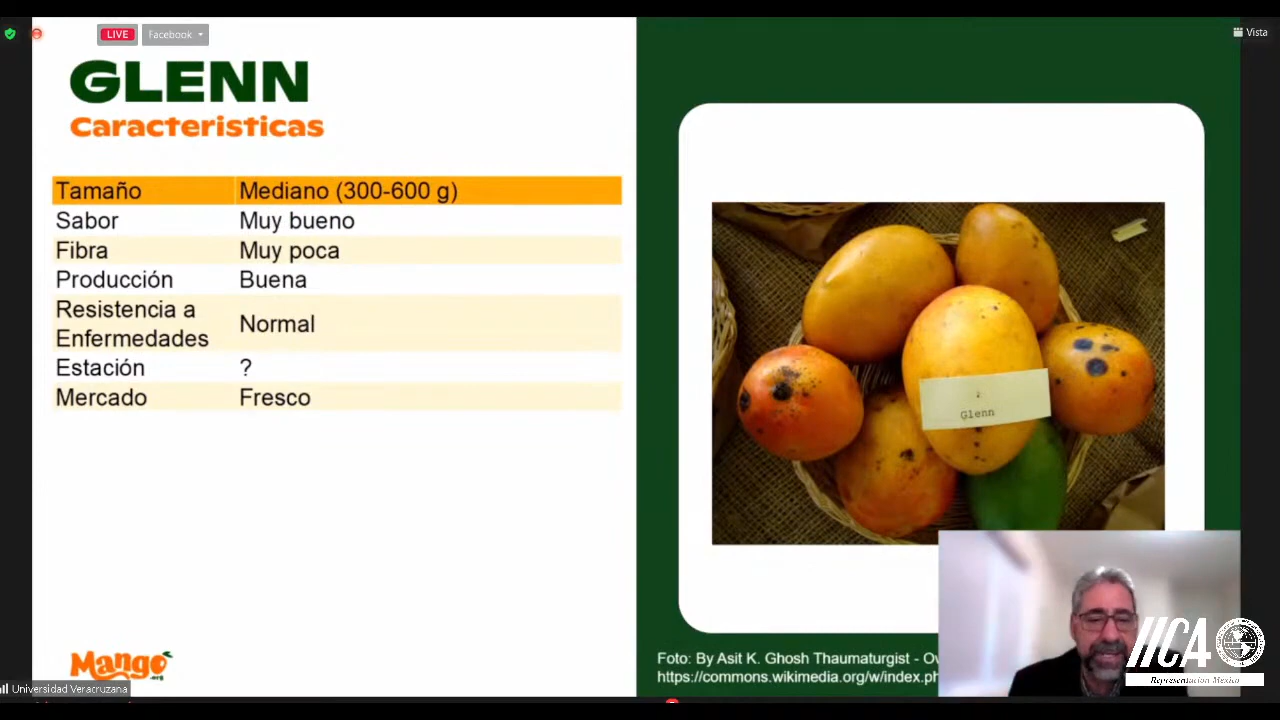 LIVE Facebook
Vista
GLENN
Caracteristicas
Tamaño Mediano (300-600 g)
Sabor Muy bueno
Fibra Muy poca
Producción Buena
Resistencia a
Enfermedades Normal
Estación ?
Mercado Fresco
Glenn
Mango
.org
Foto: By Asit K. Ghosh Thaumaturgist -
https://commons.wikimedia.org/w/index.ph
Universidad Veracruzana
IICA
Representación México